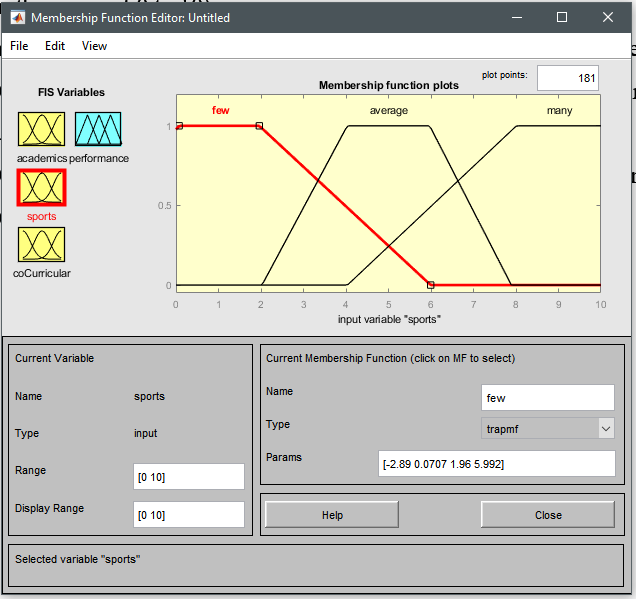 Membership Function Editor: Untitled
File Edit View
FIS Variables
academics performance
sports
coCurricular
plot points: 181
Membership function plots
few average many
1
0.5
0
0 1 2 3 4 5 6 7 8 9 10
input variable "sports"
Current Variable
Name sports
Type input
Range [0 10]
Display Range [0 10]
Current Membership Function (click on MF to select)
Name few
Type trapmf
Params [-2.89 0.0707 1.96 5.992]
Help Close
Selected variable "sports"